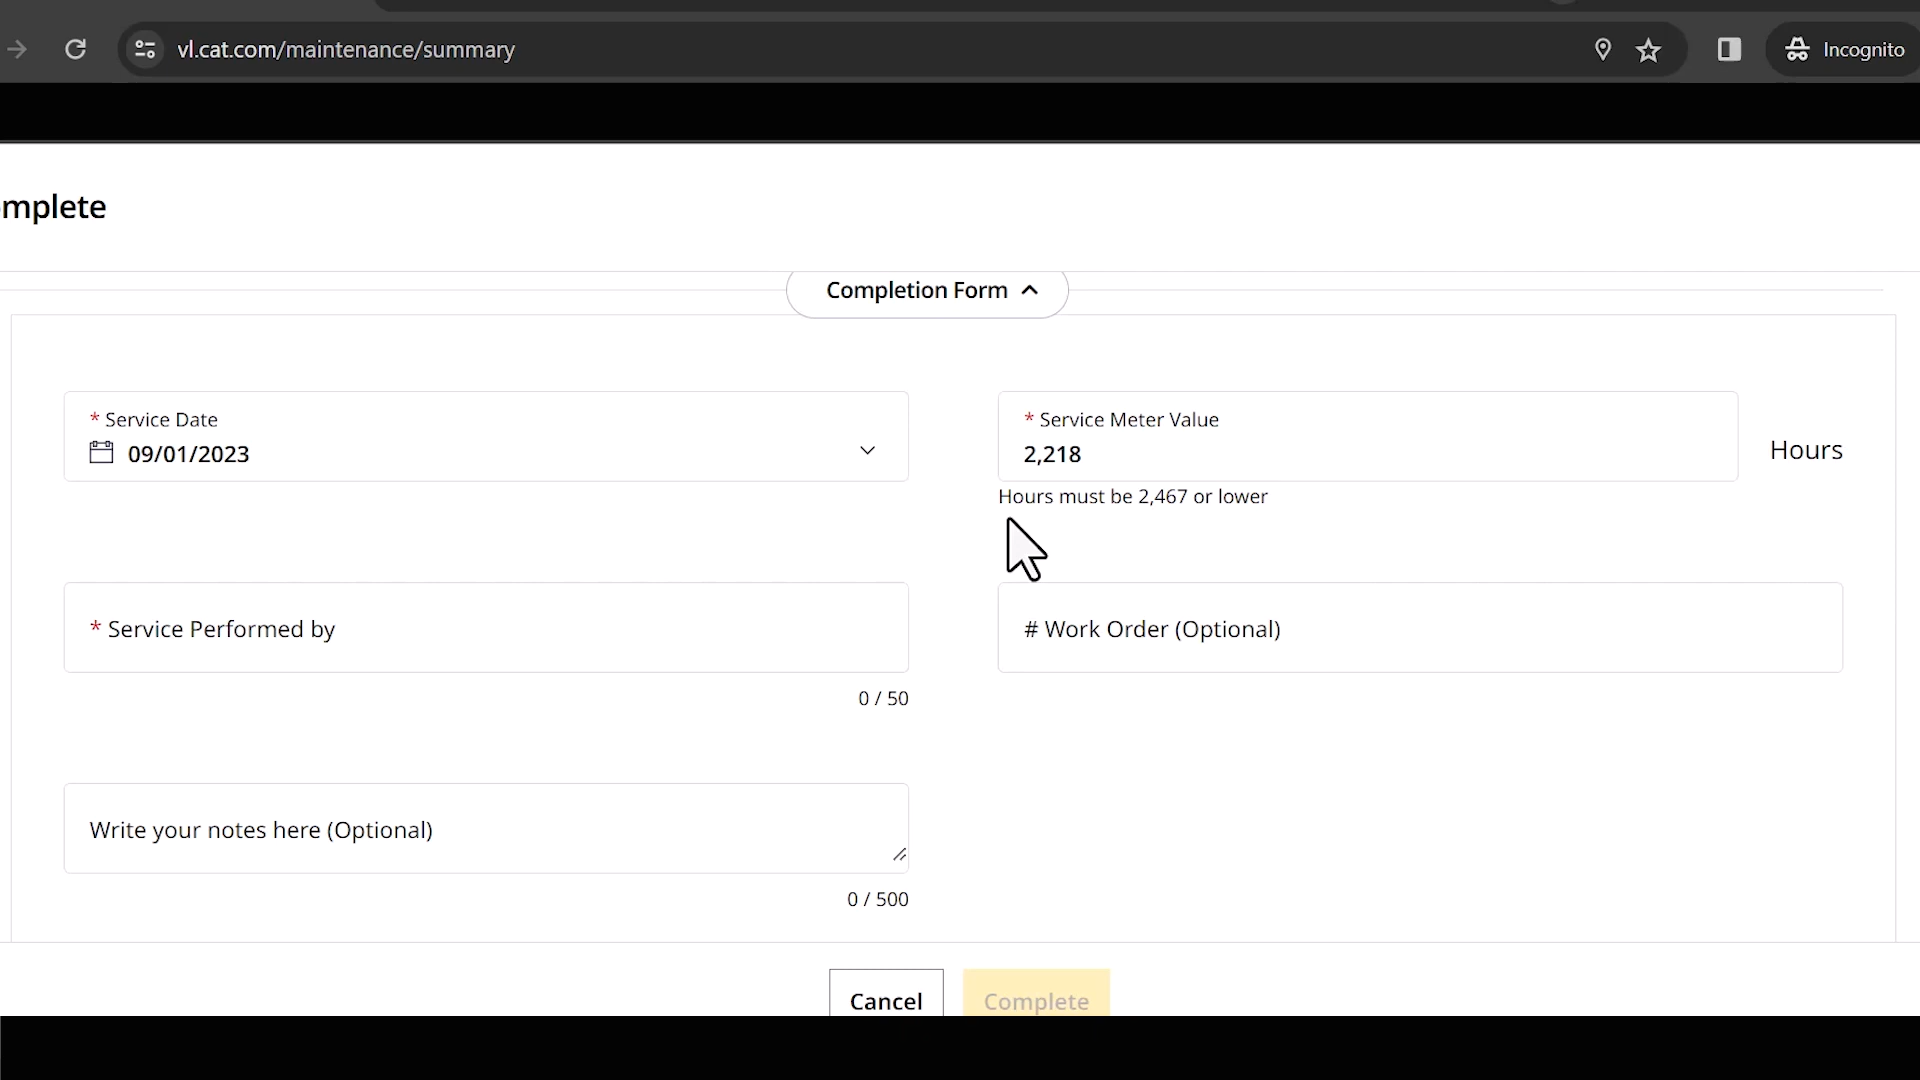 vl.cat.com/maintenance/summary
Incognito
mplete
Completion Form
* Service Date
09/01/2023
* Service Meter Value
2,218
Hours
Hours must be 2,467 or lower
* Service Performed by
0 / 50
# Work Order (Optional)
Write your notes here (Optional)
0 / 500
Cancel
Complete